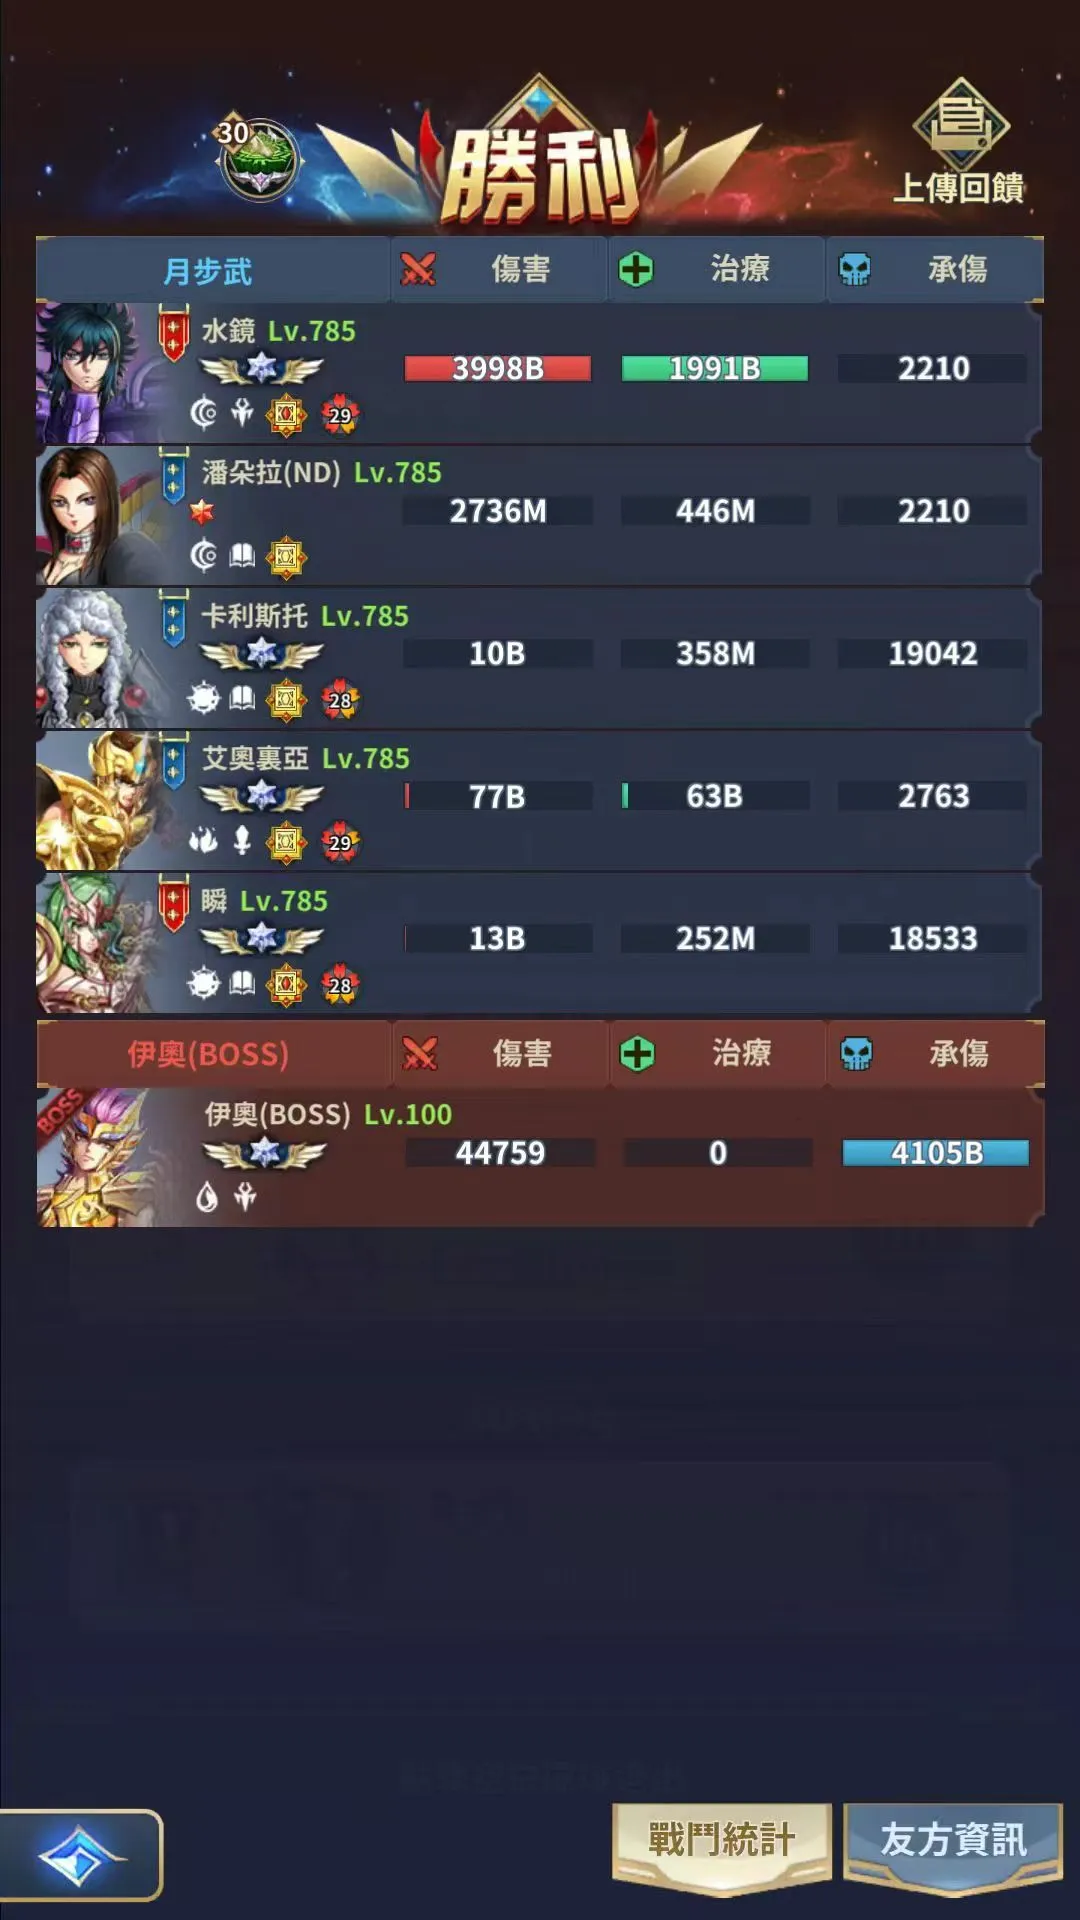 30
勝利
上傳回饋
月步武 傷害 治療 承傷
水鏡 Lv.785
3998B 1991B 2210
29
潘朵拉(ND) Lv.785
2736M 446M 2210
卡利斯托 Lv.785
10B 358M 19042
28
艾奧裏亞 Lv.785
77B 63B 2763
29
瞬 Lv.785
13B 252M 18533
28
伊奧(BOSS) 傷害 治療 承傷
BOSS
伊奧(BOSS) Lv.100
44759 0 4105B
戰鬥統計 友方資訊